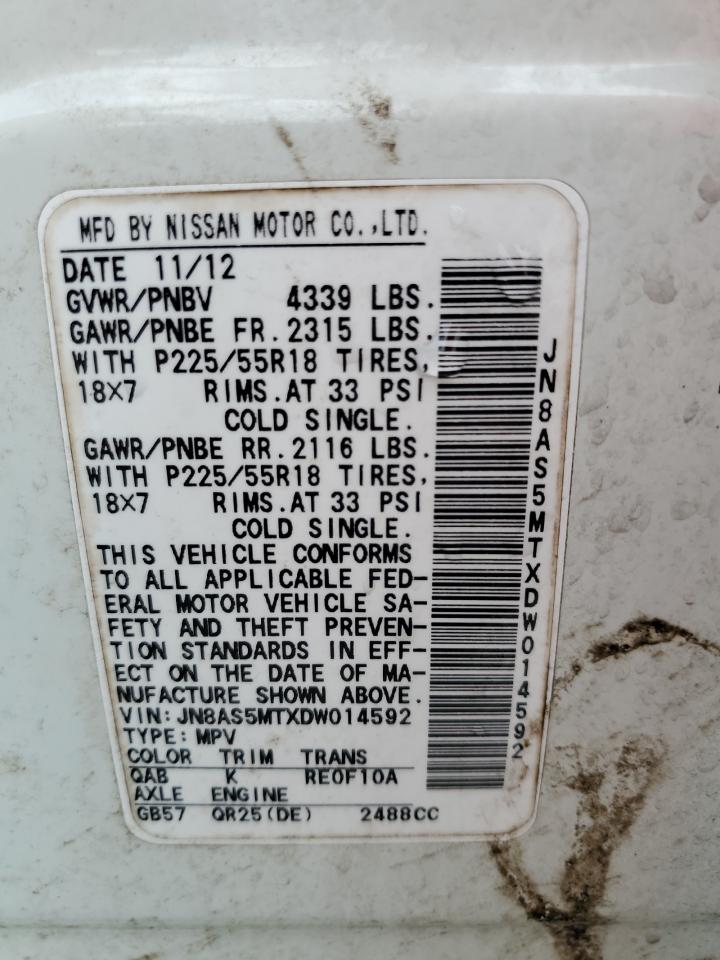 MFD BY NISSAN MOTOR CO.,LTD.
DATE 11/12
GVWR/PNBV 4339 LBS.
GAWR/PNBE FR.2315 LBS.
WITH P225/55R18 TIRES,
18X7 RIMS.AT 33 PSI
COLD SINGLE.
GAWR/PNBE RR.2116 LBS.
WITH P225/55R18 TIRES,
18X7 RIMS.AT 33 PSI
COLD SINGLE.
THIS VEHICLE CONFORMS
TO ALL APPLICABLE FED-
ERAL MOTOR VEHICLE SA-
FETY AND THEFT PREVEN-
TION STANDARDS IN EFF-
ECT ON THE DATE OF MA-
NUFACTURE SHOWN ABOVE.
VIN:JN8AS5MTXDW014592
TYPE:MPV
COLOR TRIM TRANS
QAB K RE0F10A
AXLE ENGINE
GB57 QR25(DE) 2488CC
JN8AS5MTXDW014592